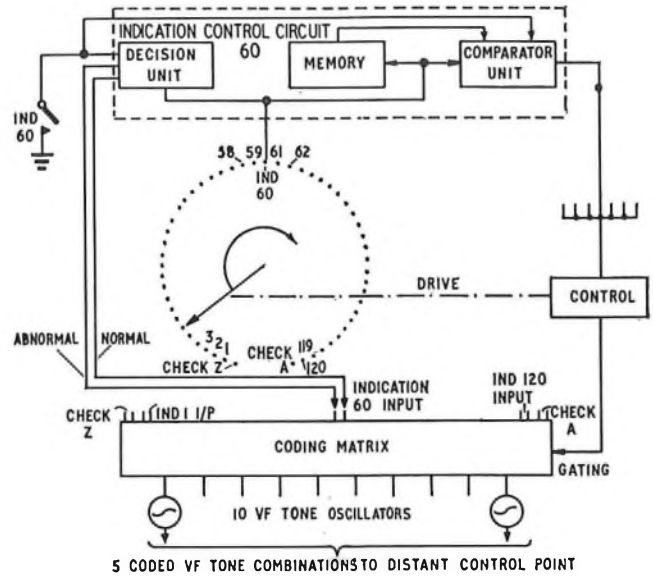 INDICATION CONTROL CIRCUIT
60
DECISION
UNIT
MEMORY
COMPARATOR
UNIT
IND
60
58 59 61 62
IND
60
DRIVE
CONTROL
ABNORMAL
NORMAL
3 2 1
CHECK Z
CHECK
A
119
120
INDICATION
60 INPUT
IND 120
INPUT
CHECK
Z
IND 1 I/P
CHECK
A
CODING MATRIX
GATING
10 VF TONE OSCILLATORS
5 CODED VF TONE COMBINATIONS TO DISTANT CONTROL POINT